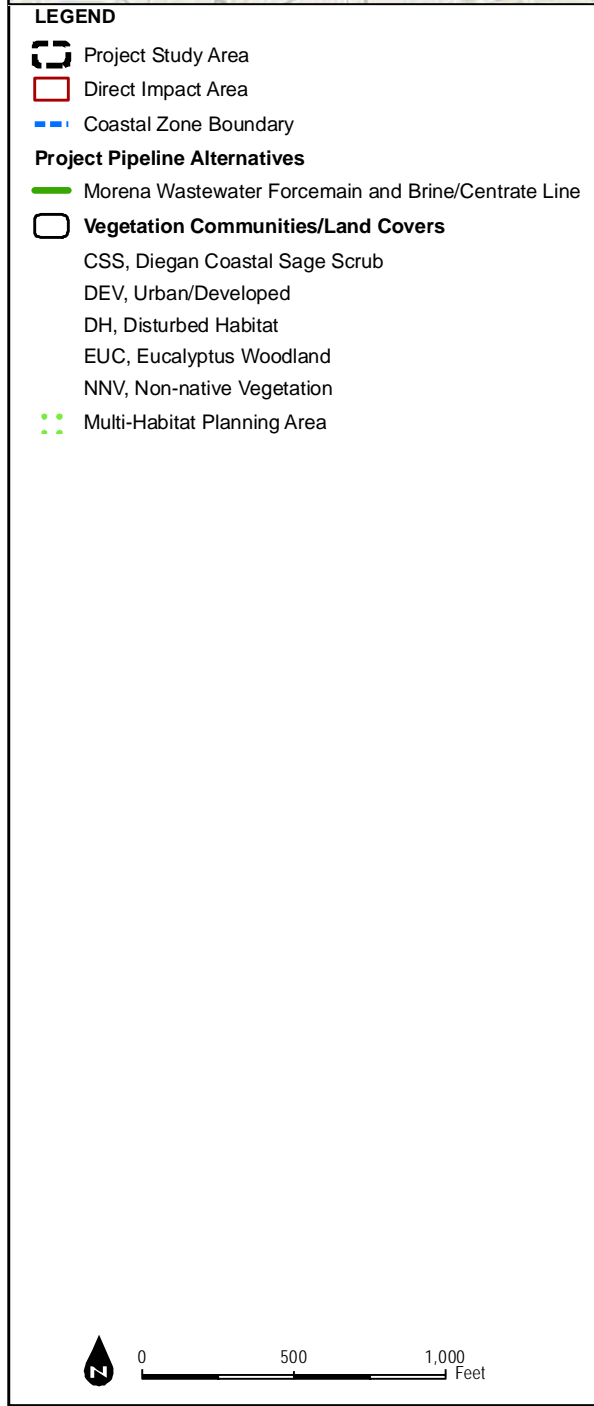 LEGEND
Project Study Area
Direct Impact Area
Coastal Zone Boundary
Project Pipeline Alternatives
Morena Wastewater Forcemain and Brine/Centrate Line
Vegetation Communities/Land Covers
CSS, Diegan Coastal Sage Scrub
DEV, Urban/Developed
DH, Disturbed Habitat
EUC, Eucalyptus Woodland
NNV, Non-native Vegetation
Multi-Habitat Planning Area
N 0 500 1,000
Feet